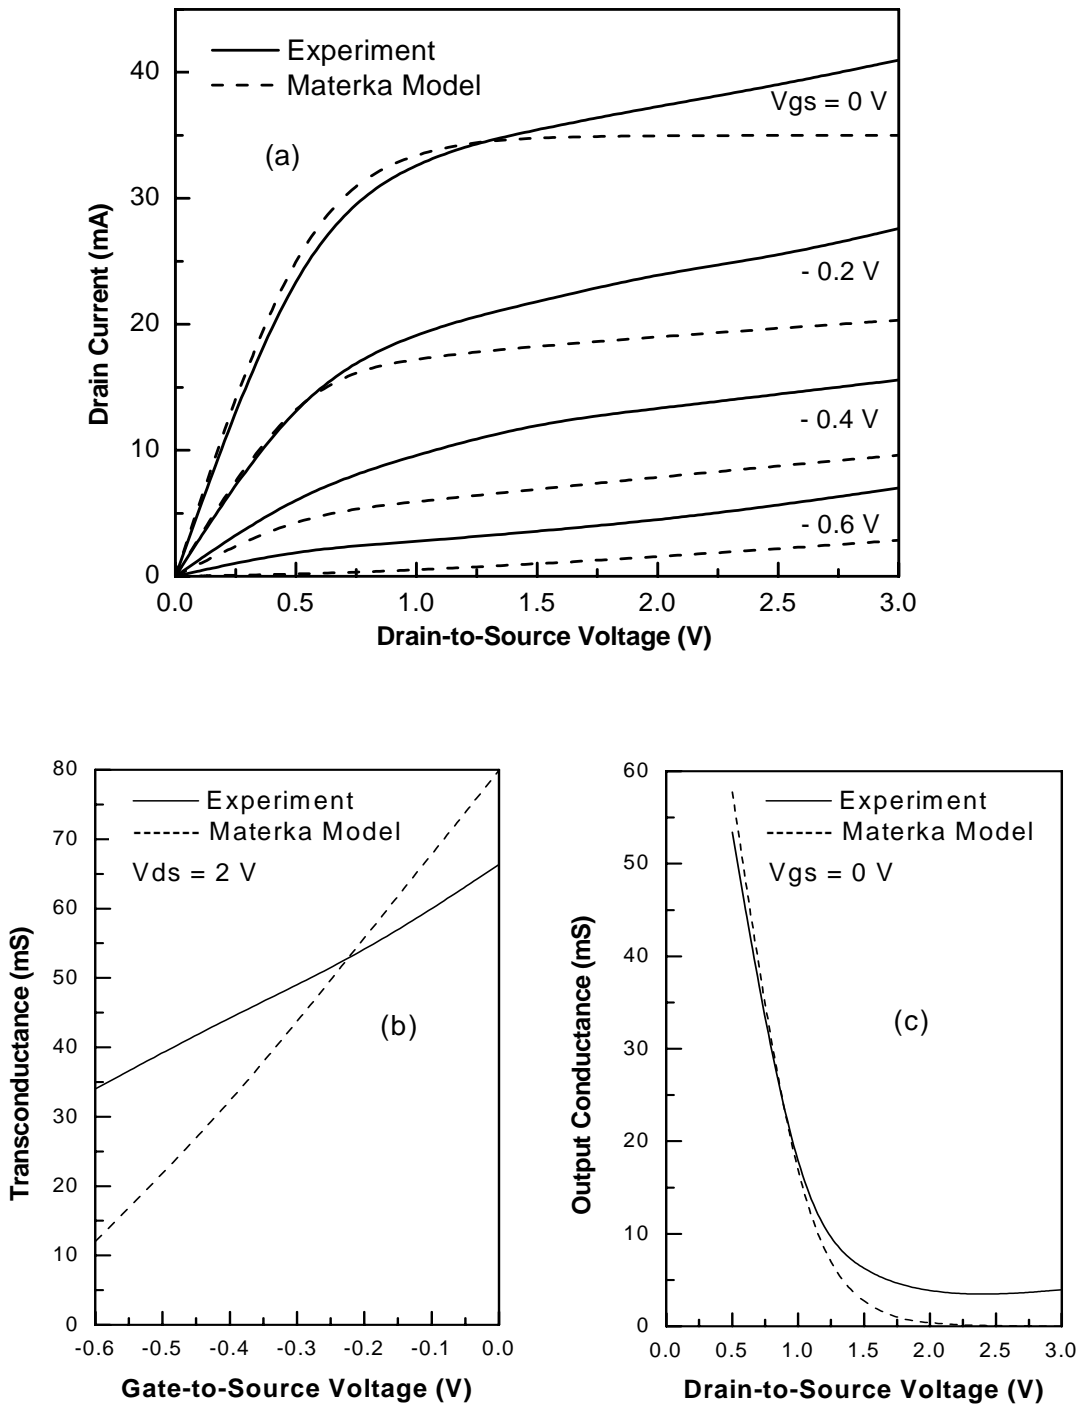 Experiment
Materka Model
(a)
Vgs = 0 V
- 0.2 V
- 0.4 V
- 0.6 V
40
30
20
10
0
Drain Current (mA)
0.0 0.5 1.0 1.5 2.0 2.5 3.0
Drain-to-Source Voltage (V)
Experiment
Materka Model
Vds = 2 V
(b)
80
70
60
50
40
30
20
10
0
Transconductance (mS)
-0.6 -0.5 -0.4 -0.3 -0.2 -0.1 0.0
Gate-to-Source Voltage (V)
Experiment
Materka Model
Vgs = 0 V
(c)
60
50
40
30
20
10
0
Output Conductance (mS)
0.0 0.5 1.0 1.5 2.0 2.5 3.0
Drain-to-Source Voltage (V)